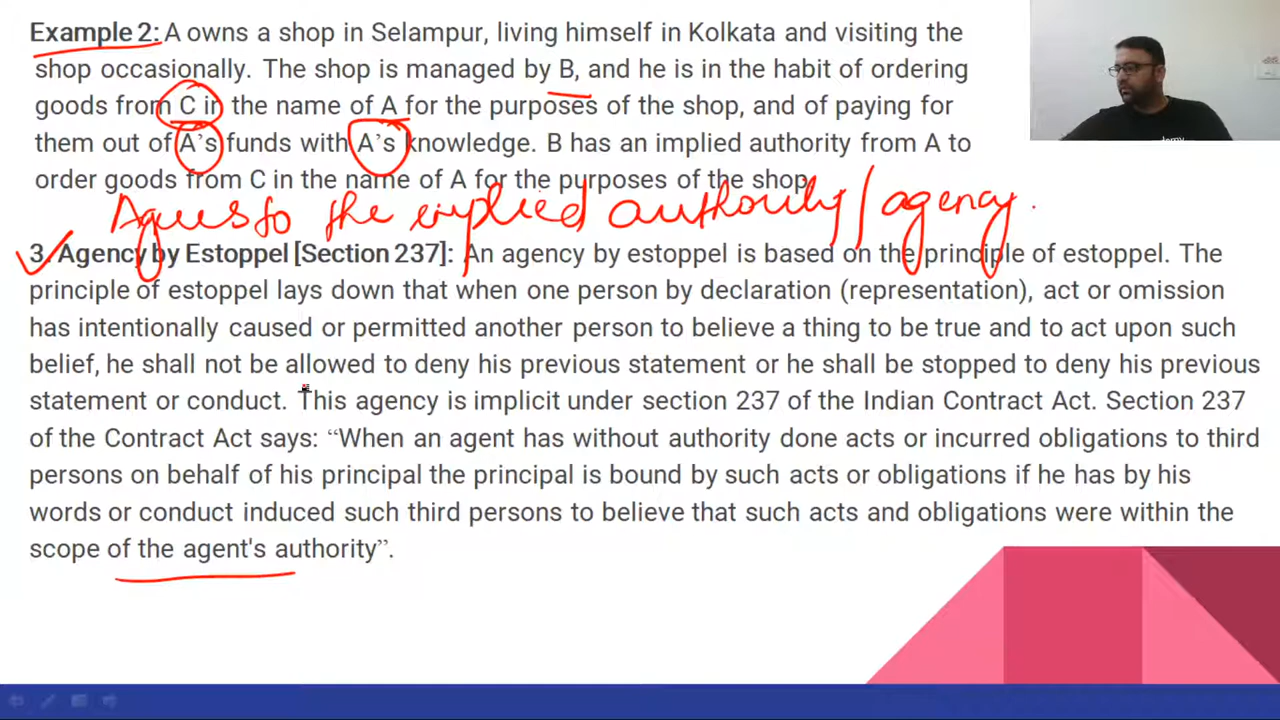 Example 2: A owns a shop in Selampur, living himself in Kolkata and visiting the
shop occasionally. The shop is managed by B, and he is in the habit of ordering
goods from C in the name of A for the purposes of the shop, and of paying for
them out of A's funds with A's knowledge. B has an implied authority from A to
order goods from C in the name of A for the purposes of the shop.
Agues to the implied authority/agency.
3. Agency by Estoppel [Section 237]: An agency by estoppel is based on the principle of estoppel. The
principle of estoppel lays down that when one person by declaration (representation), act or omission
has intentionally caused or permitted another person to believe a thing to be true and to act upon such
belief, he shall not be allowed to deny his previous statement or he shall be stopped to deny his previous
statement or conduct. This agency is implicit under section 237 of the Indian Contract Act. Section 237
of the Contract Act says: “When an agent has without authority done acts or incurred obligations to third
persons on behalf of his principal the principal is bound by such acts or obligations if he has by his
words or conduct induced such third persons to believe that such acts and obligations were within the
scope of the agent's authority”.